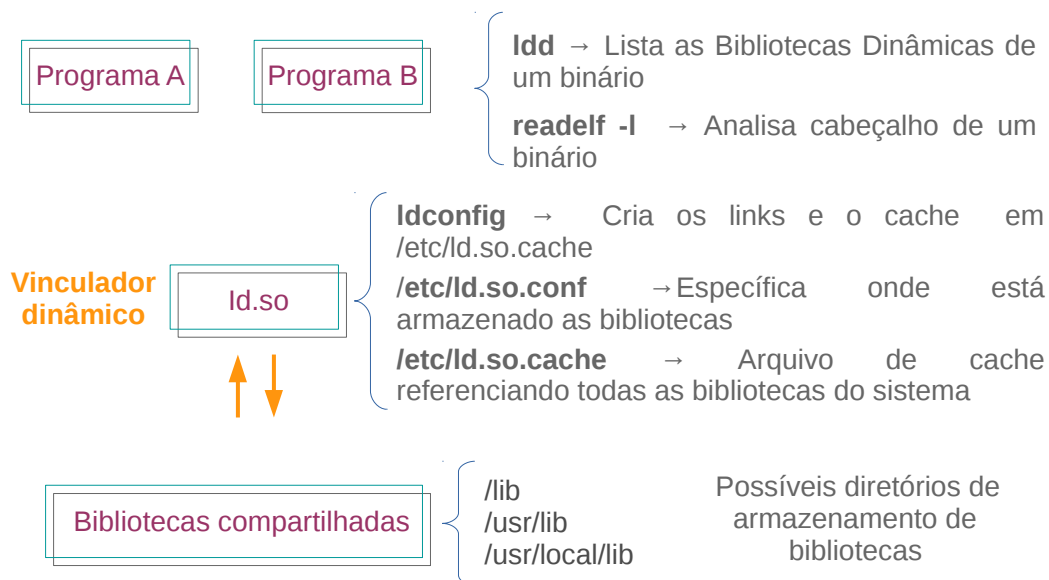 Programa A
Programa B
ldd → Lista as Bibliotecas Dinâmicas de
um binário
readelf -l → Analisa cabeçalho de um
binário
Vinculador
dinâmico
ld.so
ldconfig → Cria os links e o cache em
/etc/ld.so.cache
/etc/ld.so.conf →Específica onde está
armazenado as bibliotecas
/etc/ld.so.cache → Arquivo de cache
referenciando todas as bibliotecas do sistema
Bibliotecas compartilhadas
/lib
/usr/lib
/usr/local/lib
Possíveis diretórios de
armazenamento de
bibliotecas